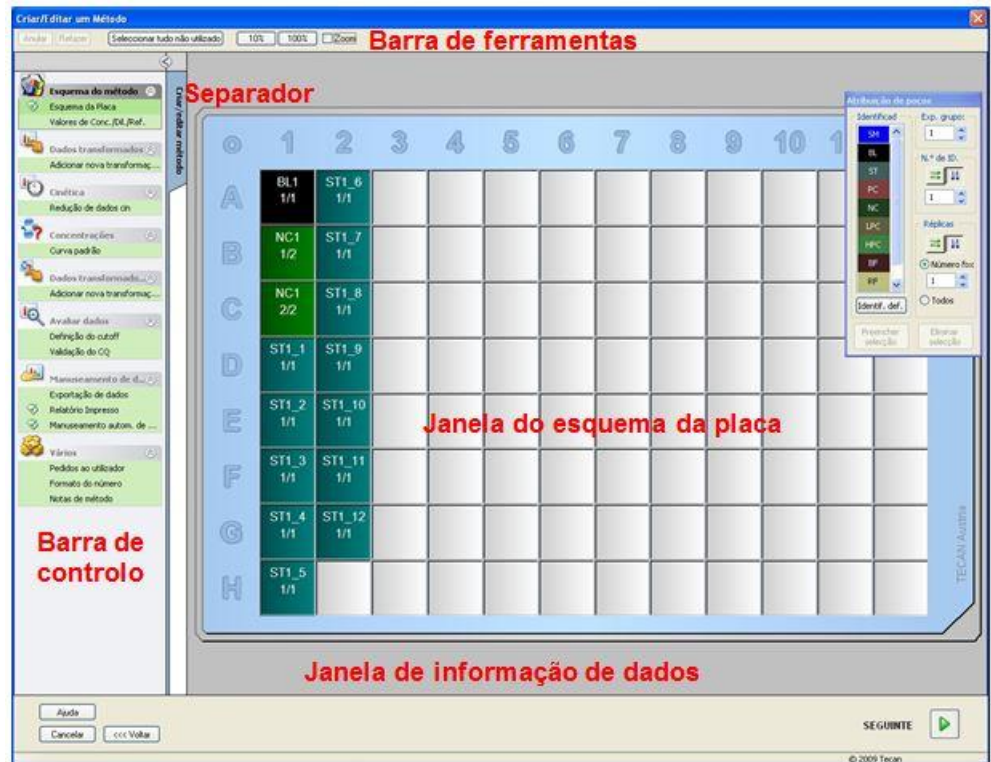 Criar/Editar um Método
Anular Refazer Seleccionar tudo não utilizado 10% 100% Zoom Barra de ferramentas
Separador
Criar/editar método
Esquema do método
Esquema da Placa
Valores de Conc./Dil./Ref.
Dados transformados
Adicionar nova transformaç...
Cinética
Redução de dados cin
Concentrações
Curva padrão
Dados transformado...
Adicionar nova transformaç...
Avaliar dados
Definição do cutoff
Validação do CQ
Manuseamento de d...
Exportação de dados
Relatório Impresso
Manuseamento autom. de ...
Vários
Pedidos ao utilizador
Formato do número
Notas de método
Barra de
controlo
1 2 3 4 5 6 7 8 9 10 1
A BL1 ST1_6
1/1 1/1
B NC1 ST1_7
1/2 1/1
C NC1 ST1_8
2/2 1/1
D ST1_1 ST1_9
1/1 1/1
E ST1_2 ST1_10
1/1 1/1
F ST1_3 ST1_11
1/1 1/1
G ST1_4 ST1_12
1/1 1/1
H ST1_5
1/1
Janela do esquema da placa
TECAN Austria
Atribuição de poços
Identificad Exp. grupo:
SM 1
BL
ST N.º de ID.
PC
NC 1
LPC Réplicas
HPC
BF Número fixo
RF 1
Identif. def. Todos
Preencher Eliminar
selecção selecção
Janela de informação de dados
Ajuda
Cancelar <<< Voltar
SEGUINTE
© 2009 Tecan